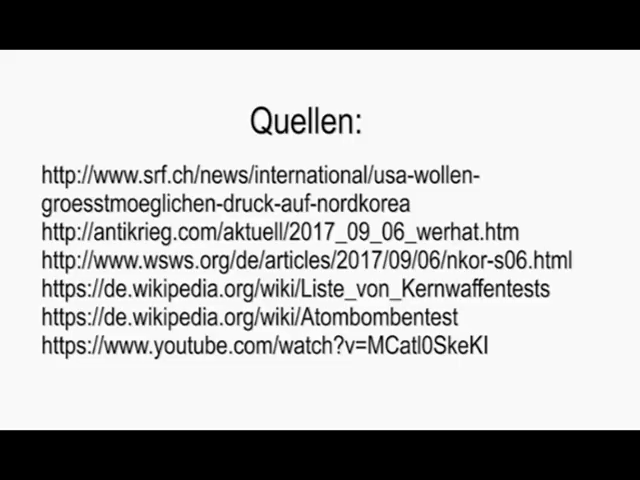 Quellen:
http://www.srf.ch/news/international/usa-wollen-
groesstmoeglichen-druck-auf-nordkorea
http://antikrieg.com/aktuell/2017_09_06_werhat.htm
http://www.wsws.org/de/articles/2017/09/06/nkor-s06.html
https://de.wikipedia.org/wiki/Liste_von_Kernwaffentests
https://de.wikipedia.org/wiki/Atombombentest
https://www.youtube.com/watch?v=MCatl0SkeKI